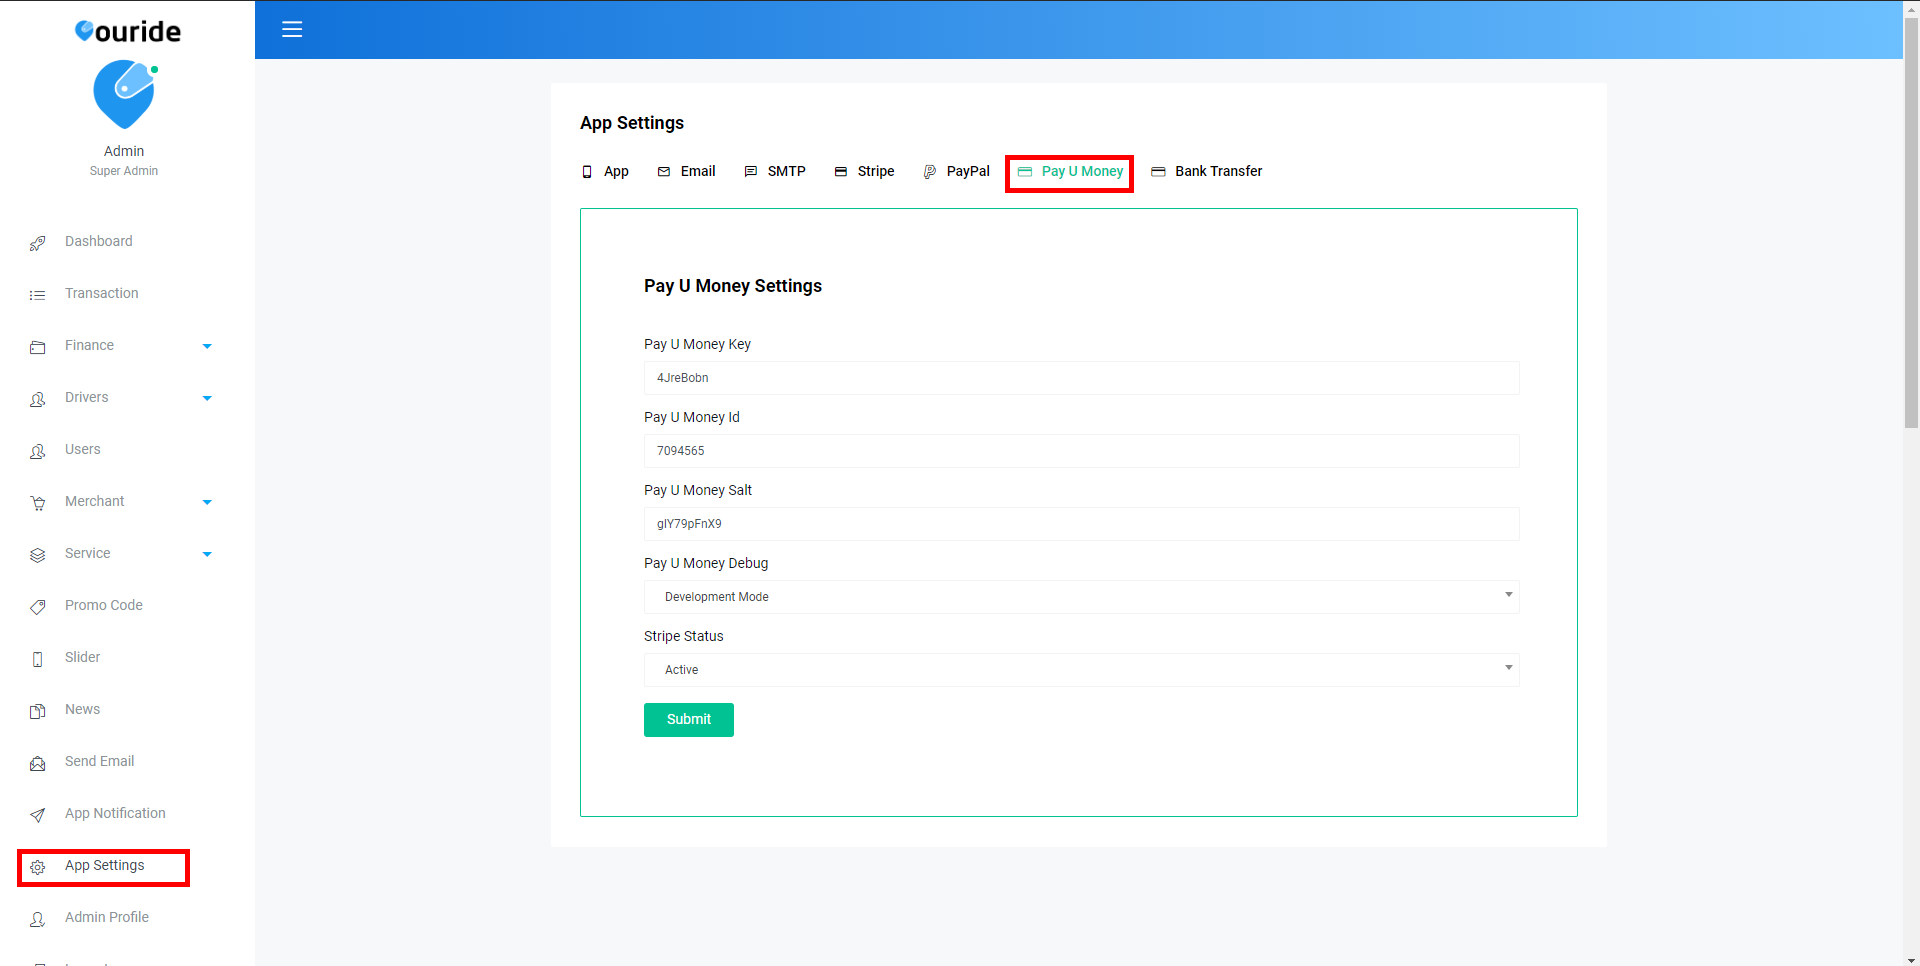 ouride
Admin
Super Admin
Dashboard
Transaction
Finance
Drivers
Users
Merchant
Service
Promo Code
Slider
News
Send Email
App Notification
App Settings
Admin Profile
App Settings
App Email SMTP Stripe PayPal Pay U Money Bank Transfer
Pay U Money Settings
Pay U Money Key
4JreBobn
Pay U Money Id
7094565
Pay U Money Salt
Pay U Money Debug
Development Mode
Stripe Status
Active
Submit